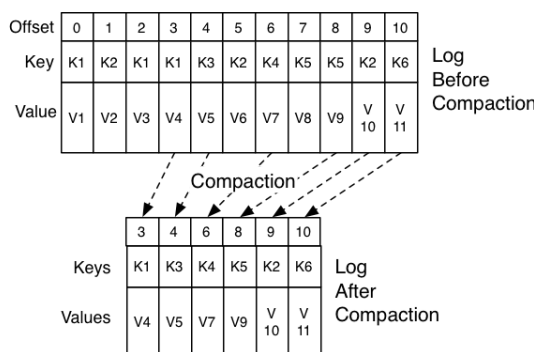 Offset 0 1 2 3 4 5 6 7 8 9 10
Key K1 K2 K1 K1 K3 K2 K4 K5 K5 K2 K6
Value V1 V2 V3 V4 V5 V6 V7 V8 V9 V 10 V 11
Log
Before
Compaction
Compaction
3 4 6 8 9 10
Keys K1 K3 K4 K5 K2 K6
Values V4 V5 V7 V9 V 10 V 11
Log
After
Compaction